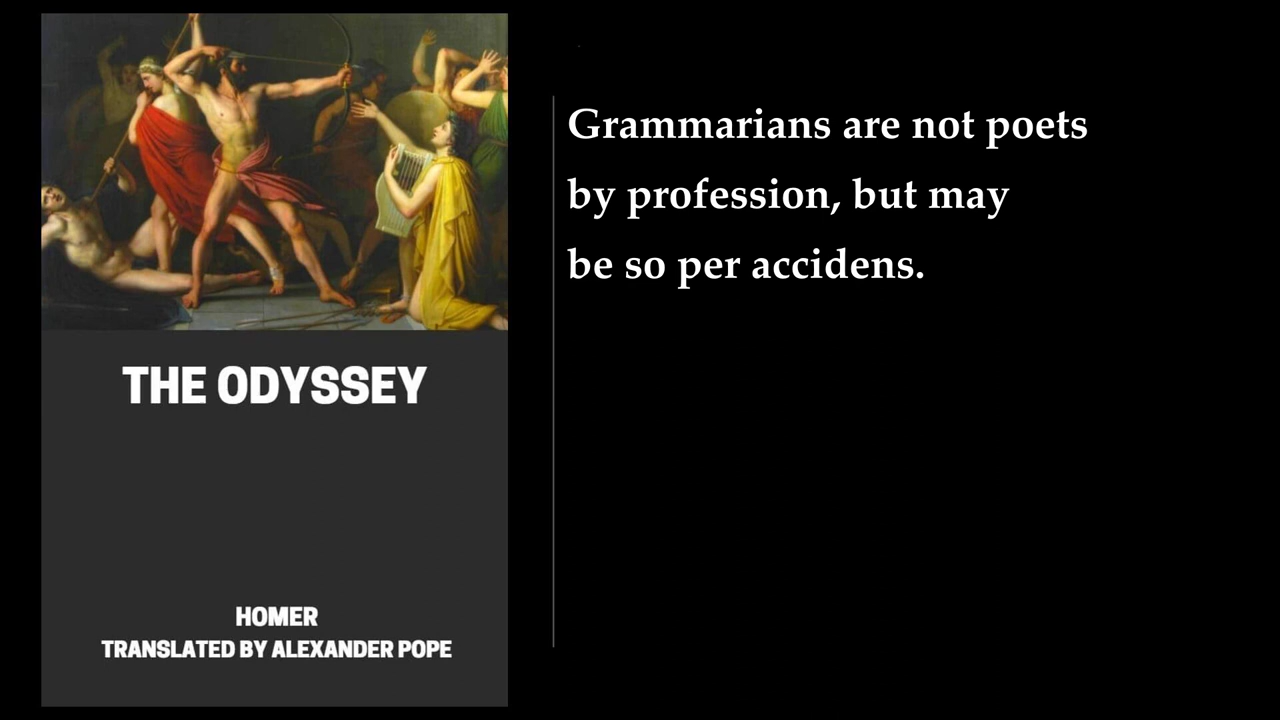 THE ODYSSEY
HOMER
TRANSLATED BY ALEXANDER POPE
Grammarians are not poets
by profession, but may
be so per accidens.